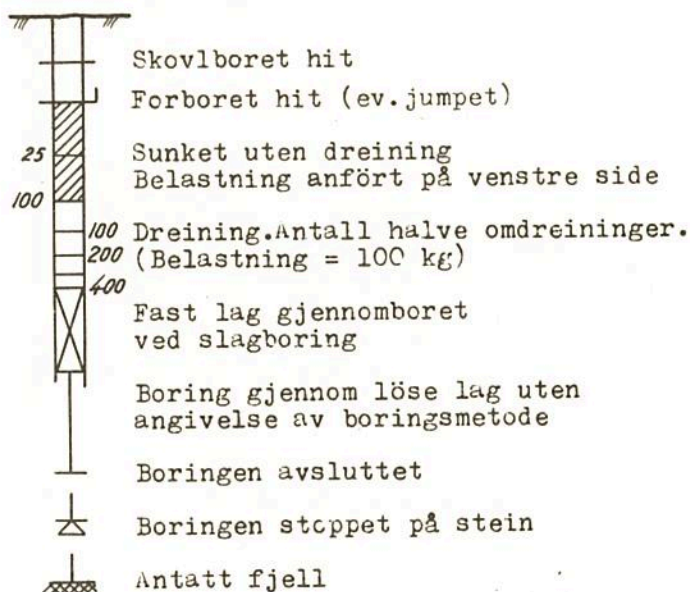 Skovlboret hit
Forboret hit (ev.jumpet)
25 Sunket uten dreining
Belastning anfört på venstre side
100
100 Dreining.Antall halve omdreininger.
200 (Belastning = 100 kg)
400
Fast lag gjennomboret
ved slagboring
Boring gjennom löse lag uten
angivelse av boringsmetode
Boringen avsluttet
Boringen stoppet på stein
Antatt fjell